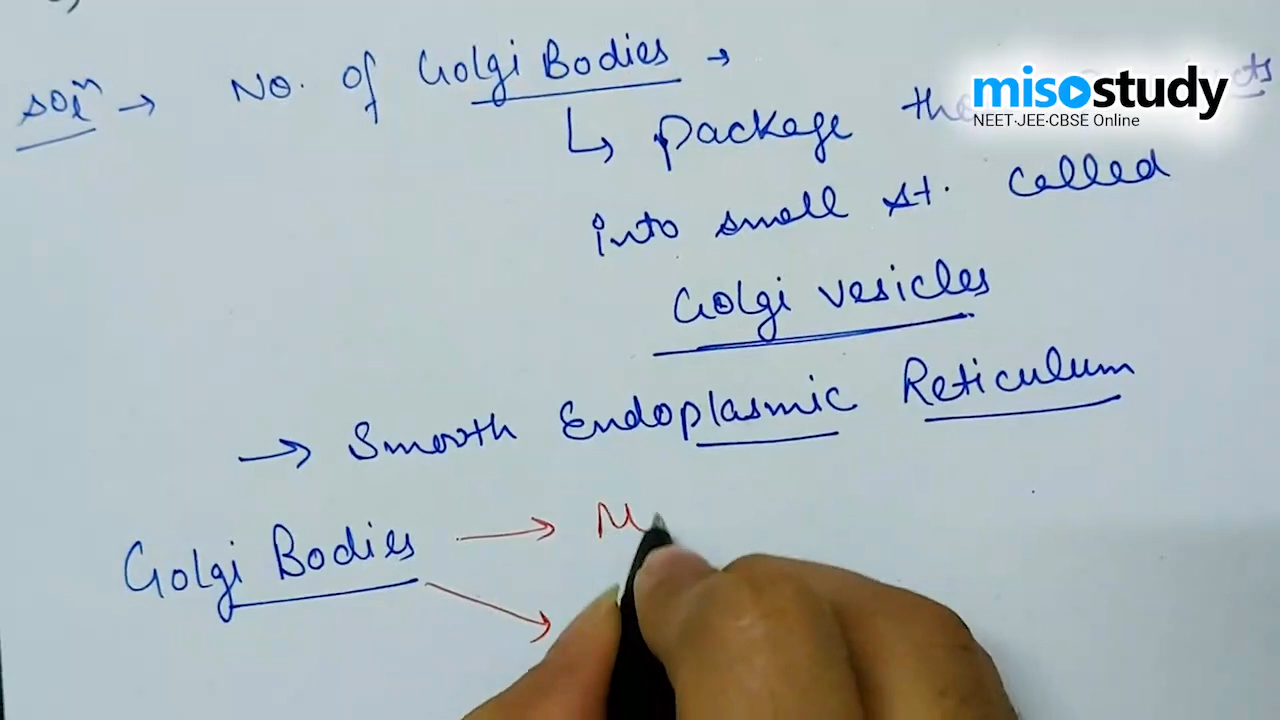 solⁿ → No. of Golgi Bodies →
misostudy
NEET-JEE-CBSE Online
↳ package
into small st. called
Golgi vesicles
→ Smooth Endoplasmic Reticulum
Golgi Bodies → M